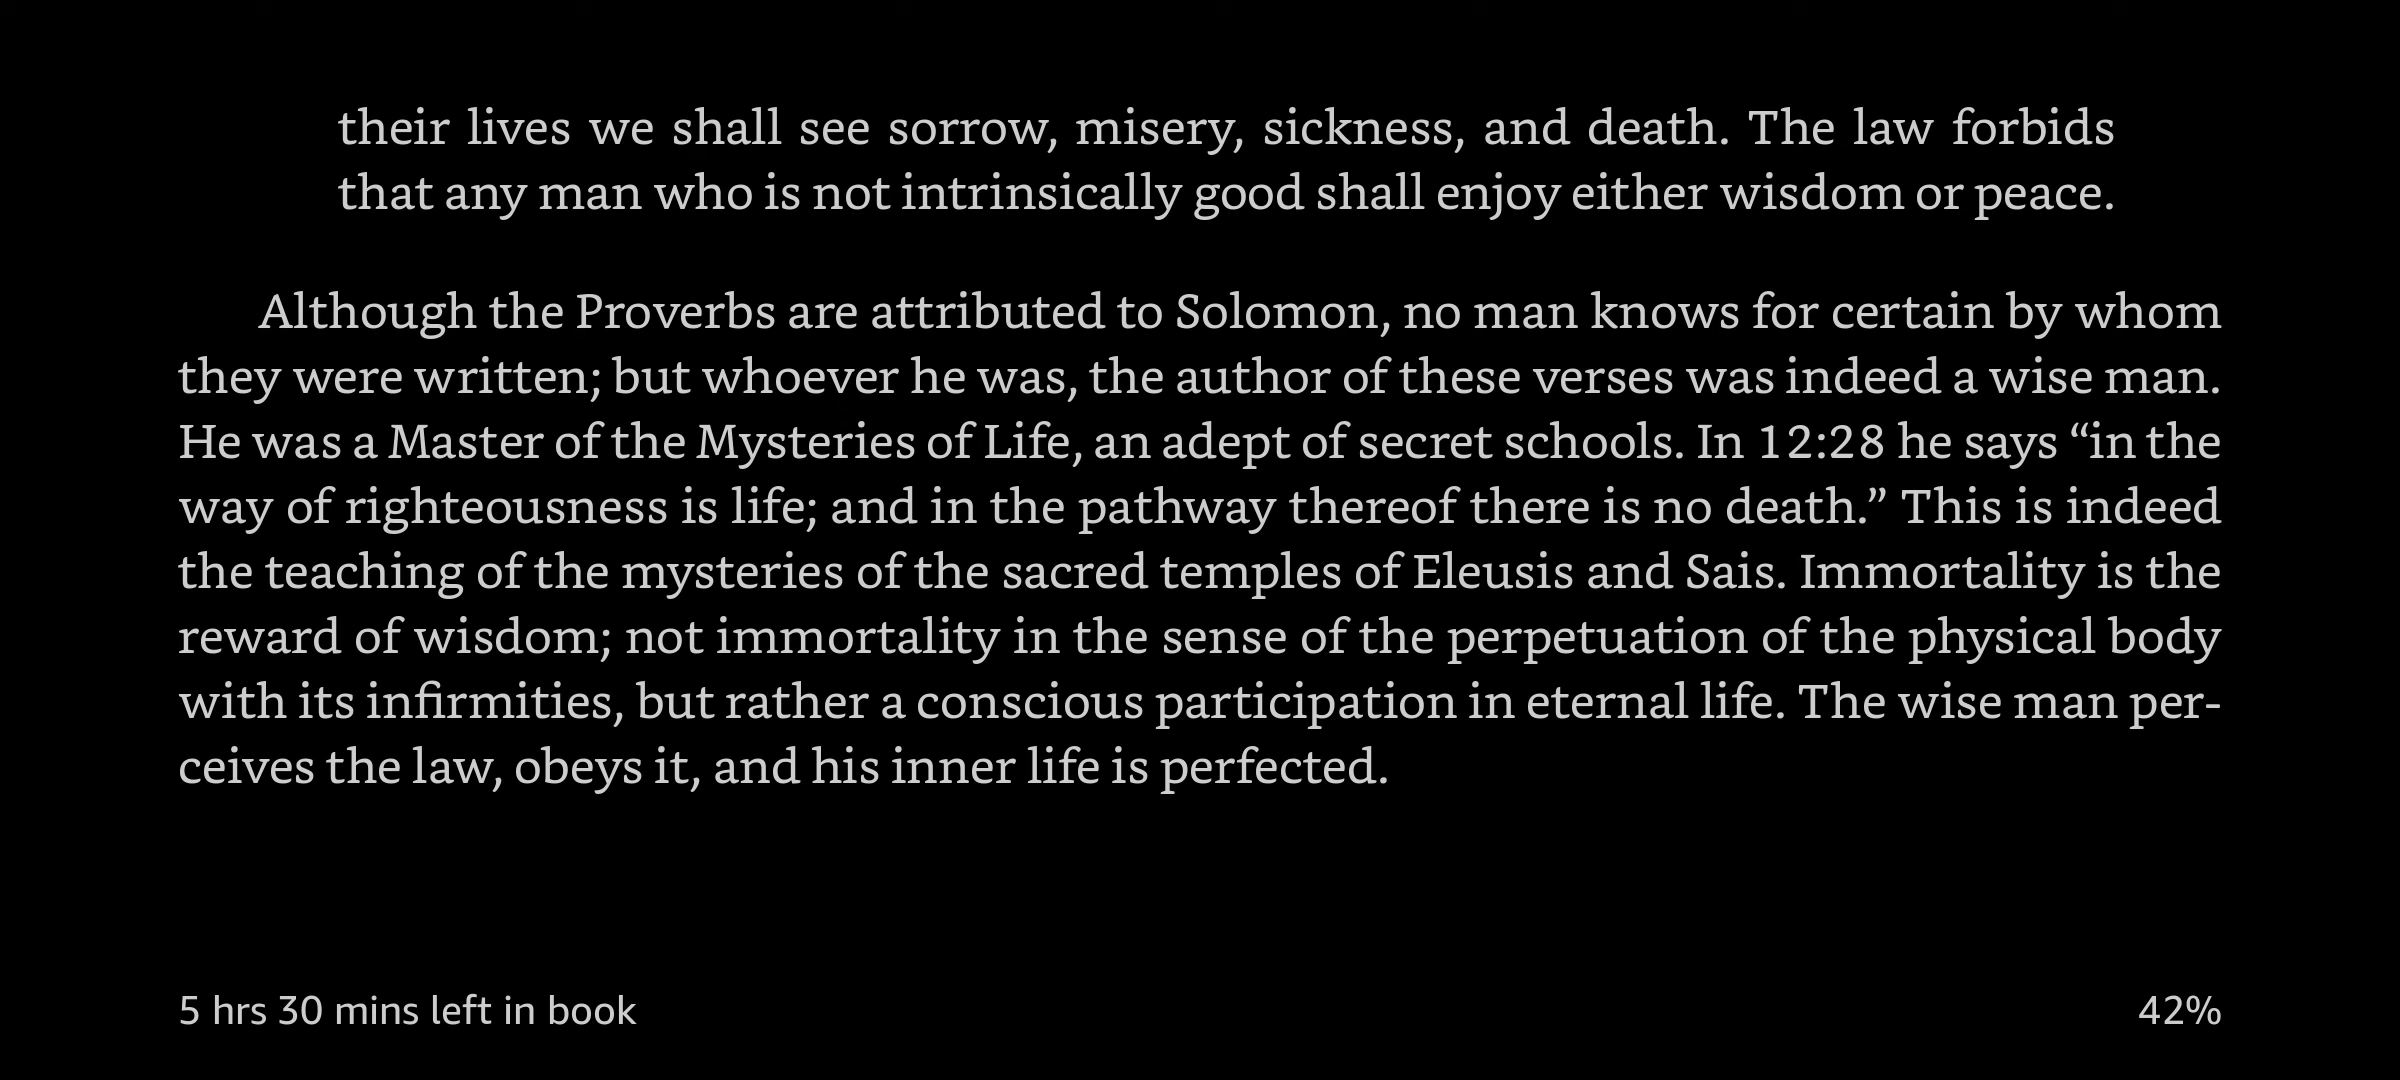 their lives we shall see sorrow, misery, sickness, and death. The law forbids
that any man who is not intrinsically good shall enjoy either wisdom or peace.
Although the Proverbs are attributed to Solomon, no man knows for certain by whom
they were written; but whoever he was, the author of these verses was indeed a wise man.
He was a Master of the Mysteries of Life, an adept of secret schools. In 12:28 he says “in the
way of righteousness is life; and in the pathway thereof there is no death.” This is indeed
the teaching of the mysteries of the sacred temples of Eleusis and Sais. Immortality is the
reward of wisdom; not immortality in the sense of the perpetuation of the physical body
with its infirmities, but rather a conscious participation in eternal life. The wise man per-
ceives the law, obeys it, and his inner life is perfected.
5 hrs 30 mins left in book
42%